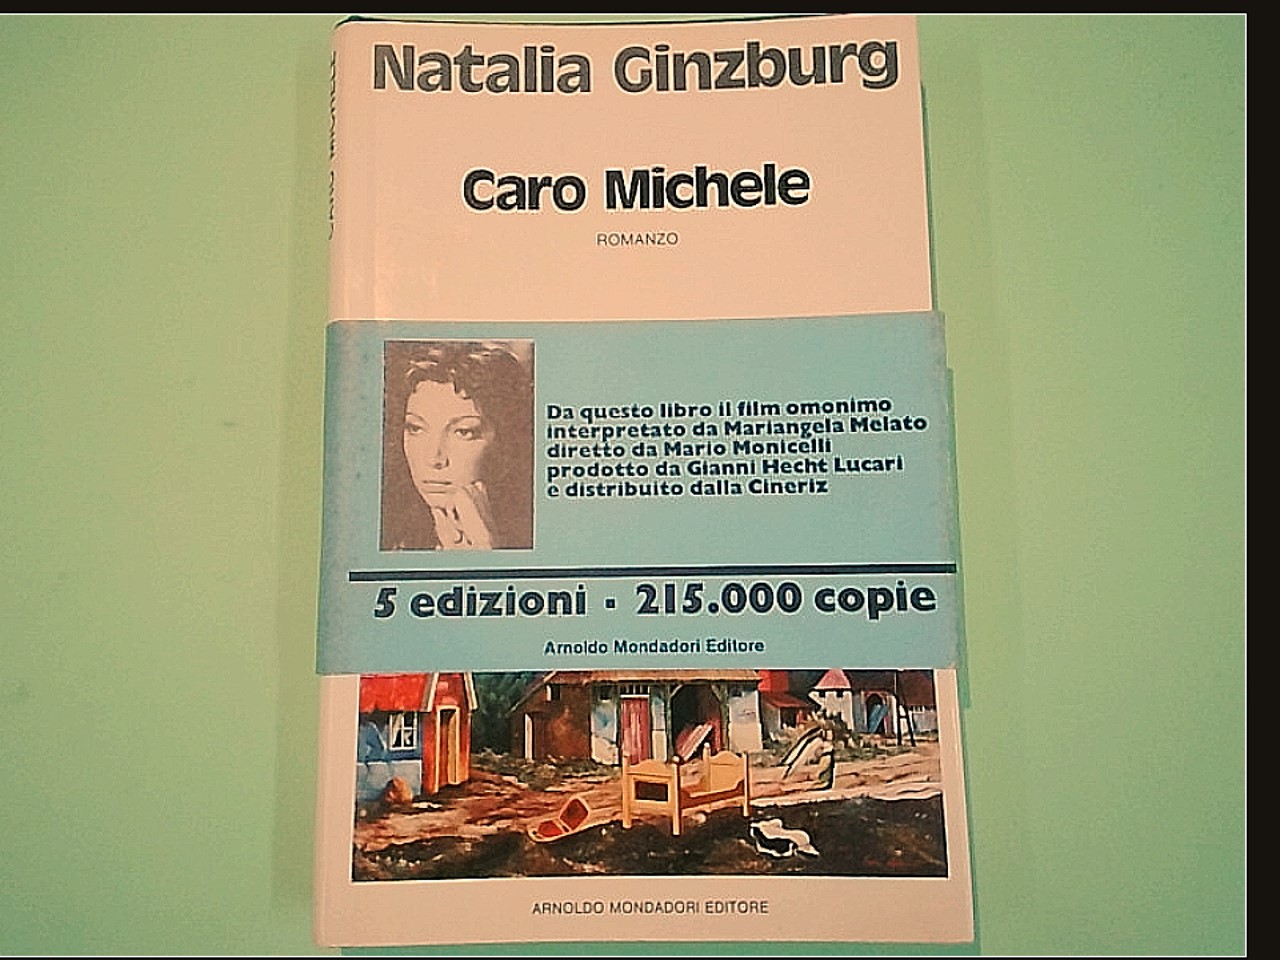 Natalia Ginzburg
Caro Michele
ROMANZO
Da questo libro il film omonimo
interpretato da Mariangela Melato
diretto da Mario Monicelli
prodotto da Gianni Hecht Lucari
e distribuito dalla Cineriz
5 edizioni · 215.000 copie
Arnoldo Mondadori Editore
ARNOLDO MONDADORI EDITORE